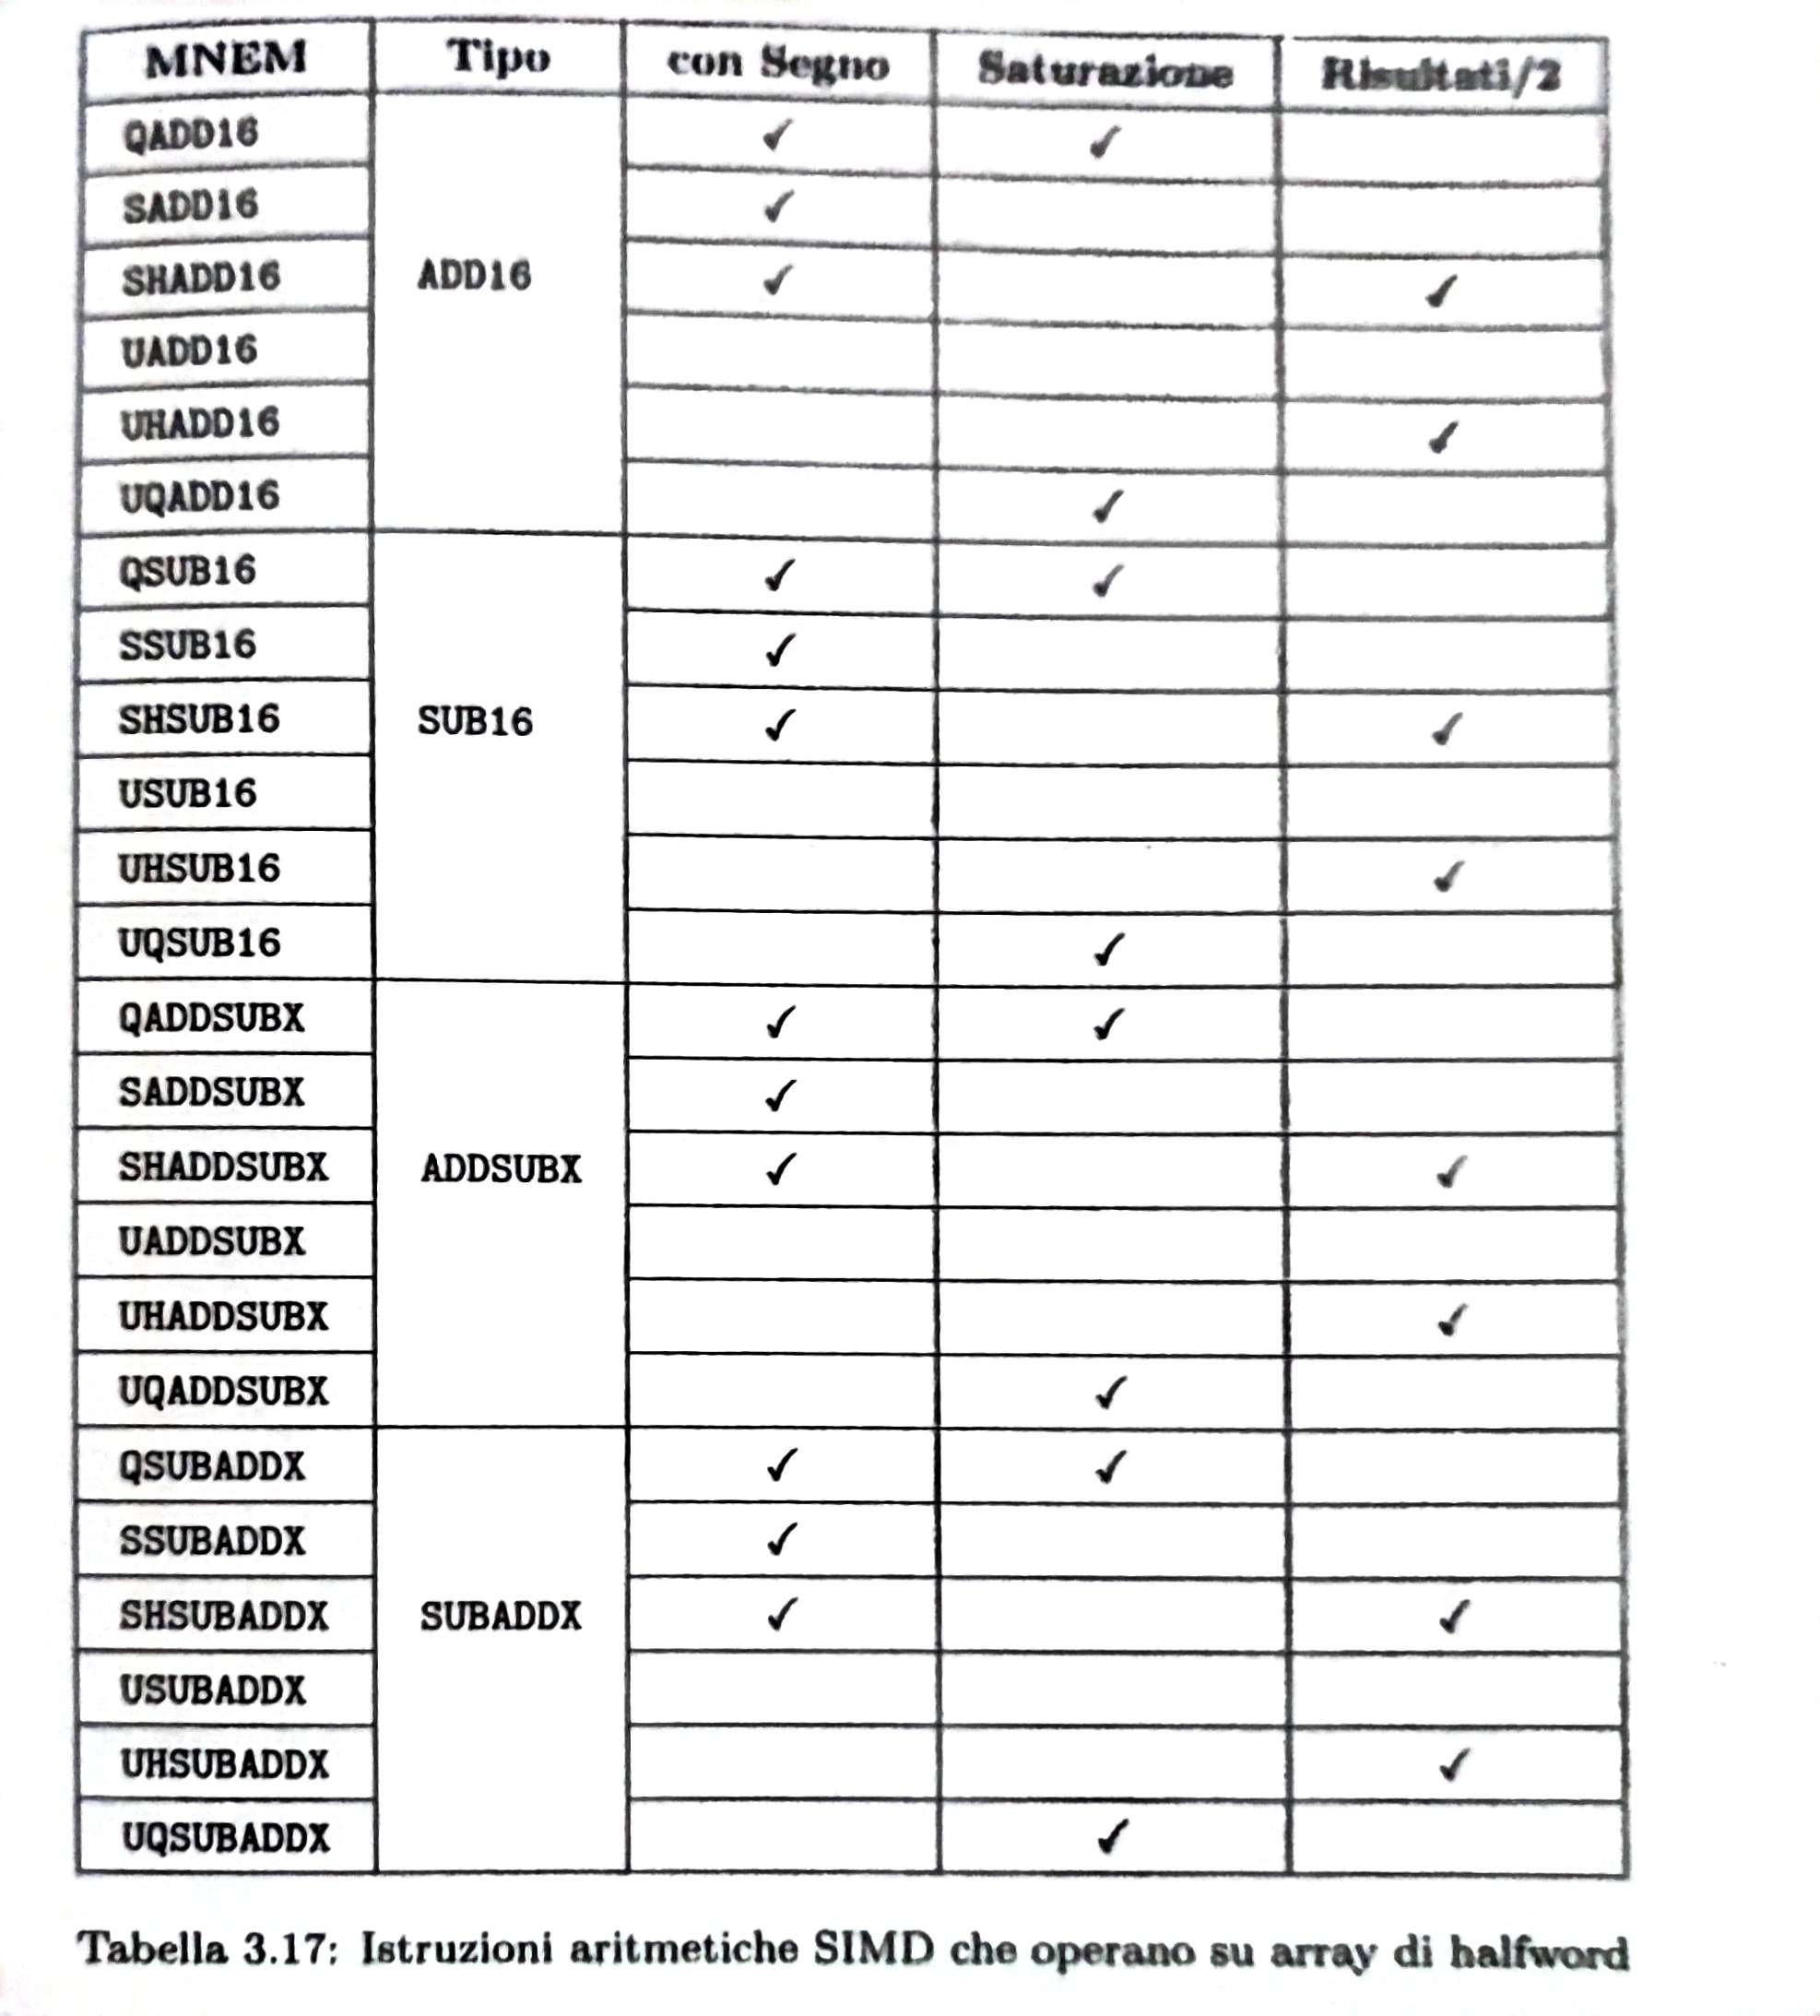 MNEM Tipo con Segno Saturazione Risultati/2
QADD16 ✓ ✓
SADD16 ✓
SHADD16 ADD16 ✓ ✓
UADD16
UHADD16 ✓
UQADD16 ✓
QSUB16 ✓ ✓
SSUB16 ✓
SHSUB16 SUB16 ✓ ✓
USUB16
UHSUB16 ✓
UQSUB16 ✓
QADDSUBX ✓ ✓
SADDSUBX ✓
SHADDSUBX ADDSUBX ✓ ✓
UADDSUBX
UHADDSUBX ✓
UQADDSUBX ✓
QSUBADDX ✓ ✓
SSUBADDX ✓
SHSUBADDX SUBADDX ✓ ✓
USUBADDX
UHSUBADDX ✓
UQSUBADDX ✓
Tabella 3.17: Istruzioni aritmetiche SIMD che operano su array di halfword